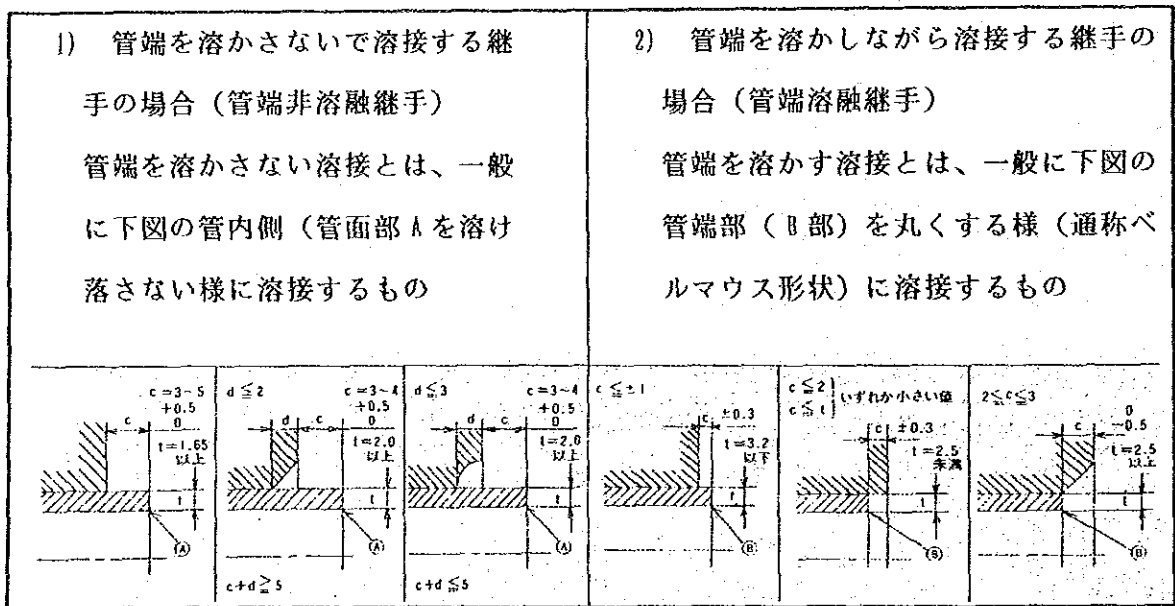 1) 管端を溶かさないで溶接する継
手の場合（管端非溶融継手）
管端を溶かさない溶接とは、一般
に下図の管内側（管面部Aを溶け
落さない様に溶接するもの
2) 管端を溶かしながら溶接する継手の
場合（管端溶融継手）
管端を溶かす溶接とは、一般に下図の
管端部（B部）を丸くする様（通称ベ
ルマウス形状）に溶接するもの
c=3~5
+0.5
0
c
t=1.65
以上
t
Ⓐ
d≦2
c=3~4
+0.5
0
d
c
t=2.0
以上
t
Ⓐ
c+d≧5
d≦3
c=3~4
+0.5
0
d
c
t=2.0
以上
t
Ⓐ
c+d≦5
c≦±1
c
±0.3
t=3.2
以下
t
Ⓑ
c≦2
c≦t
いずれか小さい値
c
±0.3
t=2.5
未満
t
Ⓑ
2≦c≦3
0
-0.5
c
t=2.5
以上
t
Ⓑ